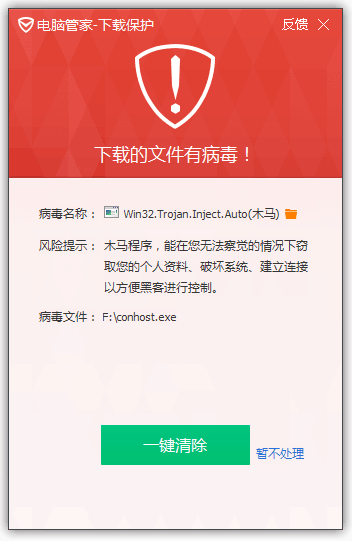 电脑管家-下载保护 反馈
下载的文件有病毒！
病毒名称： Win32.Trojan.Inject.Auto(木马)
风险提示： 木马程序，能在您无法察觉的情况下窃
取您的个人资料、破坏系统、建立连接
以方便黑客进行控制。
病毒文件： F:\conhost.exe
一键清除
暂不处理